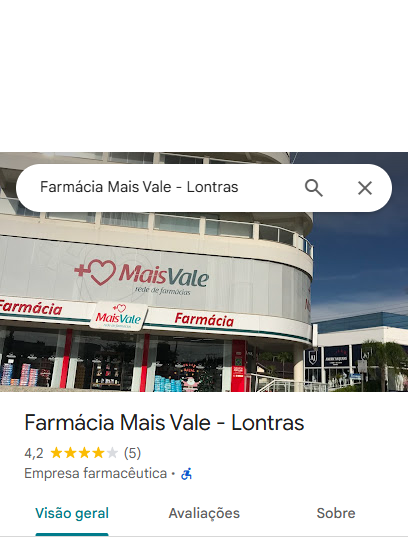 Farmácia Mais Vale - Lontras
MaisVale
rede de farmacias
Farmácia
MaisVale
Farmácia
Farmácia Mais Vale - Lontras
4,2 (5)
Empresa farmacêutica ·
Visão geral Avaliações Sobre